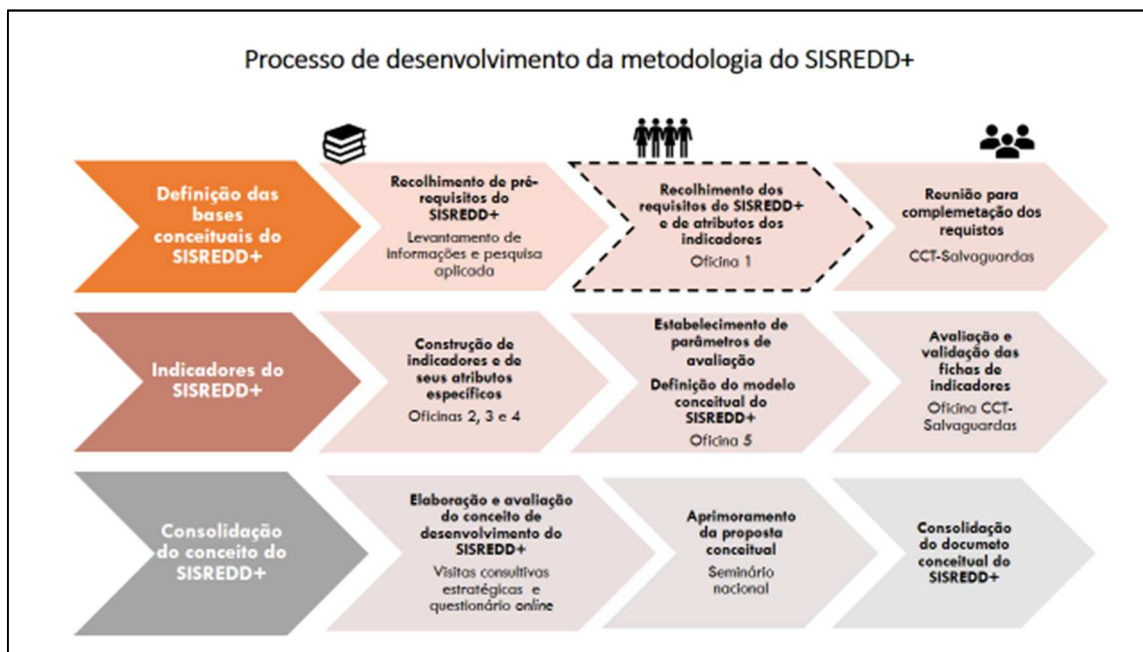 Processo de desenvolvimento da metodologia do SISREDD+
Definição das
bases
conceituais do
SISREDD+
Recolhimento de pré-
requisitos do
SISREDD+
Levantamento de
informações e pesquisa
aplicada
Recolhimento dos
requisitos do SISREDD+
e de atributos dos
indicadores
Oficina 1
Reunião para
complemetação dos
requistos
CCT-Salvaguardas
Indicadores do
SISREDD+
Construção de
indicadores e de
seus atributos
específicos
Oficinas 2, 3 e 4
Estabelecimento de
parâmetros de
avaliação
Definição do modelo
conceitual do
SISREDD+
Oficina 5
Avaliação e
validação das
fichas de
indicadores
Oficina CCT-
Salvaguardas
Consolidação
do conceito do
SISREDD+
Elaboração e avaliação
do conceito de
desenvolvimento do
SISREDD+
Visitas consultivas
estratégicas e
questionário online
Aprimoramento
da proposta
conceitual
Seminário
nacional
Consolidação
do documeto
conceitual do
SISREDD+